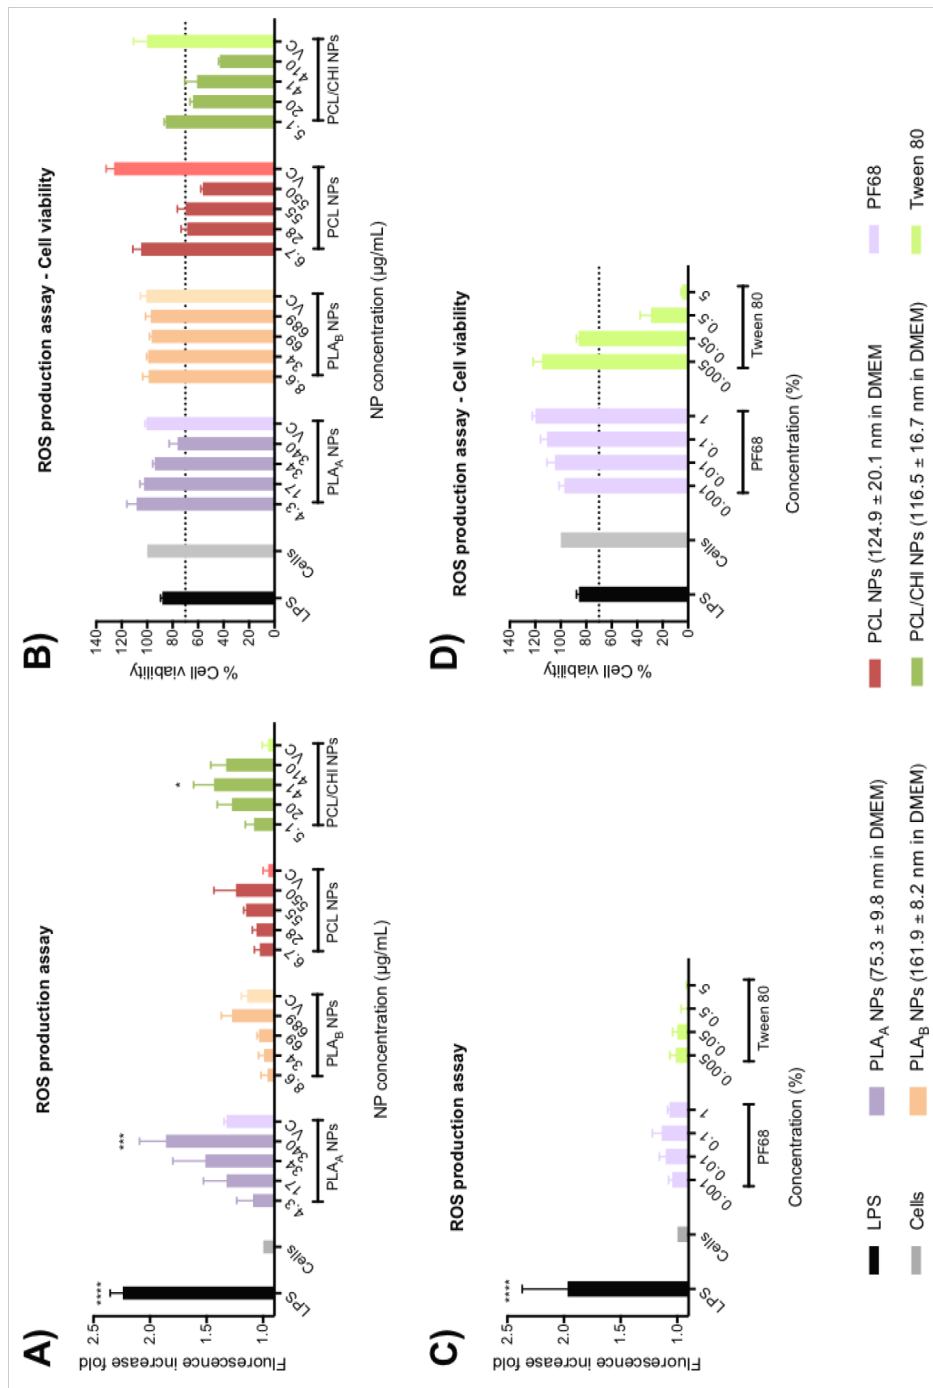 A)
ROS production assay
Fluorescence increase fold
2.5
2.0
1.5
1.0
****
***
*
LPS
Cells
4.3
17
34
340
VC
8.6
34
69
689
VC
6.7
28
55
550
VC
5.1
20
41
410
VC
PLAA NPs
PLAB NPs
PCL NPs
PCL/CHI NPs
NP concentration (µg/mL)
B)
ROS production assay - Cell viability
% Cell viability
140
120
100
80
60
40
20
0
LPS
Cells
4.3
17
34
340
VC
8.6
34
69
689
VC
6.7
28
55
550
VC
5.1
20
41
410
VC
PLAA NPs
PLAB NPs
PCL NPs
PCL/CHI NPs
NP concentration (µg/mL)
C)
ROS production assay
Fluorescence increase fold
2.5
2.0
1.5
1.0
****
LPS
Cells
0.001
0.01
0.1
1
0.005
0.05
0.5
5
PF68
Tween 80
Concentration (%)
D)
ROS production assay - Cell viability
% Cell viability
140
120
100
80
60
40
20
0
LPS
Cells
0.001
0.01
0.1
1
0.005
0.05
0.5
5
PF68
Tween 80
Concentration (%)
LPS
PLAA NPs (75.3 ± 9.8 nm in DMEM)
PCL NPs (124.9 ± 20.1 nm in DMEM)
PF68
Cells
PLAB NPs (161.9 ± 8.2 nm in DMEM)
PCL/CHI NPs (116.5 ± 16.7 nm in DMEM)
Tween 80